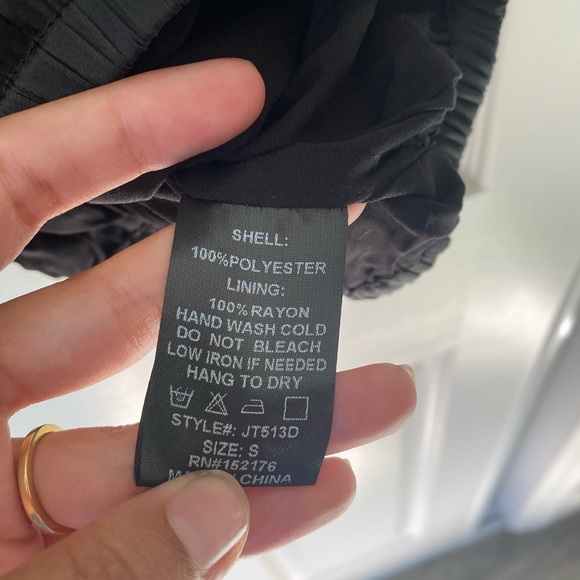 SHELL:
100%POLYESTER
LINING:
100%RAYON
HAND WASH COLD
DO NOT BLEACH
LOW IRON IF NEEDED
HANG TO DRY
STYLE#: JT513D
SIZE: S
RN#152176
CHINA